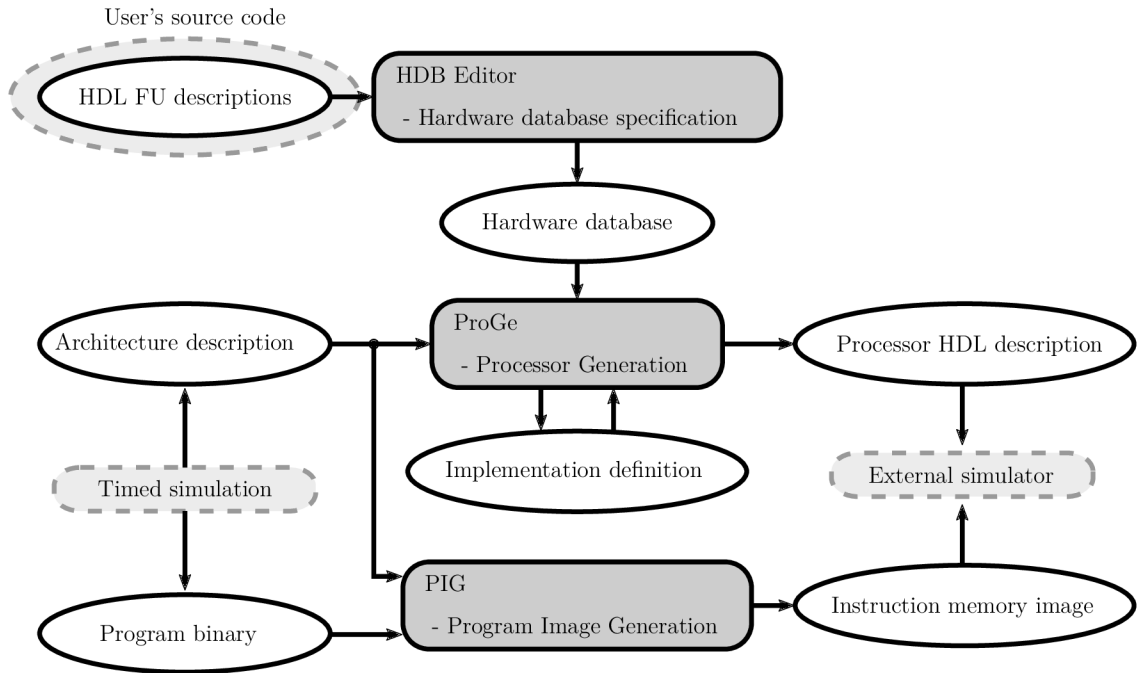 User's source code
HDL FU descriptions
HDB Editor
- Hardware database specification
Hardware database
Architecture description
ProGe
- Processor Generation
Processor HDL description
Implementation definition
Timed simulation
External simulator
PIG
- Program Image Generation
Program binary
Instruction memory image